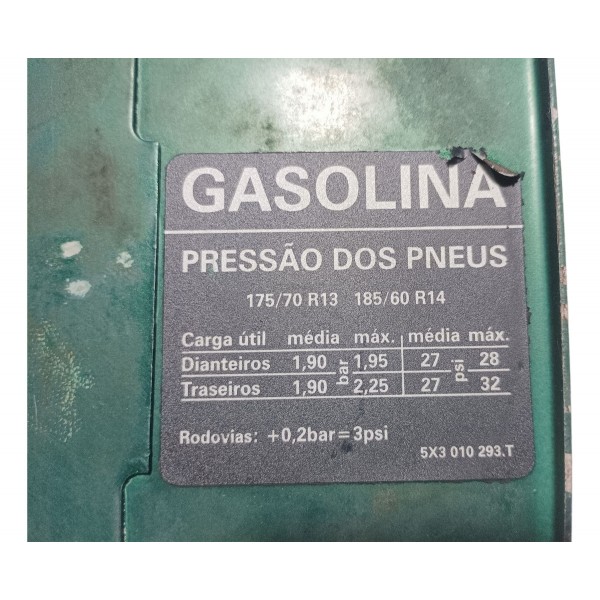 GASOLINA
PRESSÃO DOS PNEUS
175/70 R13 185/60 R14
Carga útil média máx. média máx.
Dianteiros 1,90 bar 1,95 27 psi 28
Traseiros 1,90 2,25 27 32
Rodovias: +0,2bar=3psi
5X3 010 293.T